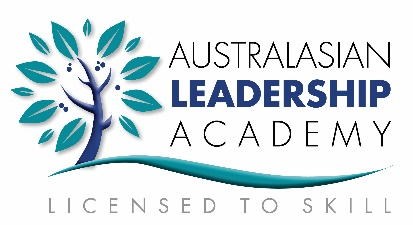 AUSTRALASIAN
LEADERSHIP
ACADEMY
LICENSED TO SKILL